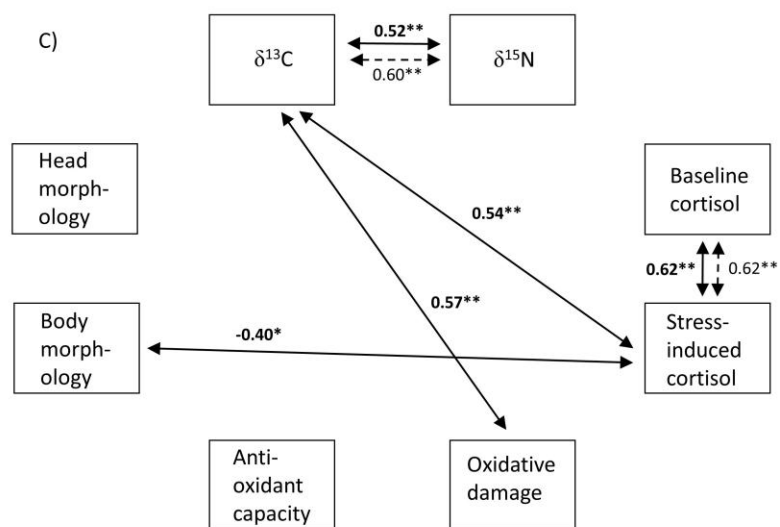 C)
δ¹³C
0.52**
0.60**
δ¹⁵N
Head
morph-
ology
Baseline
cortisol
0.54**
0.62**
0.62**
Body
morph-
ology
-0.40*
0.57**
Stress-
induced
cortisol
Anti-
oxidant
capacity
Oxidative
damage